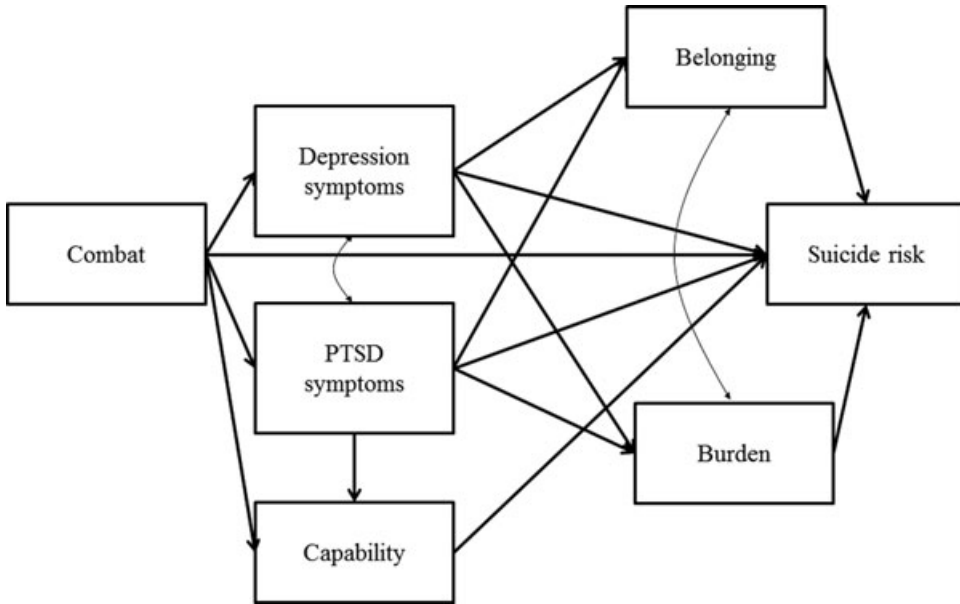 Belonging
Depression
symptoms
Combat
Suicide risk
PTSD
symptoms
Burden
Capability